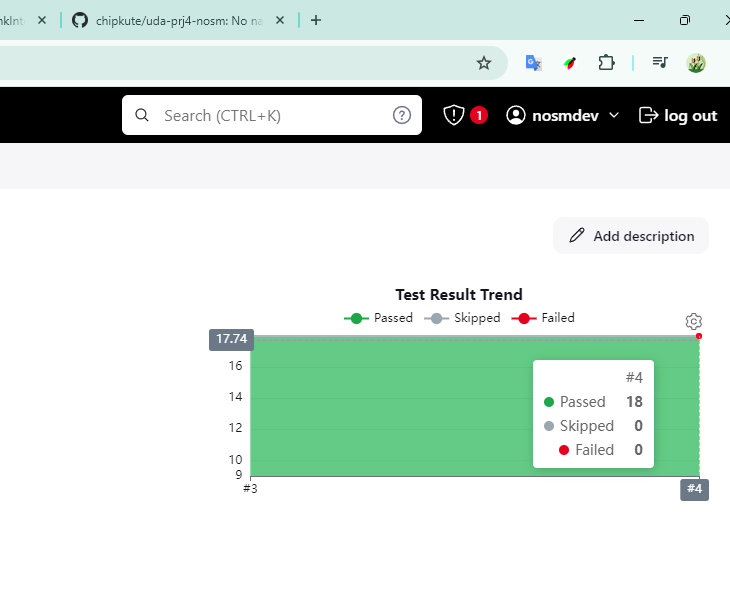 nkInt
chipkute/uda-prj4-nosm: No na
Search (CTRL+K)
?
1
nosmdev
log out
Add description
Test Result Trend
Passed
Skipped
Failed
17.74
16
14
12
10
9
#4
Passed 18
Skipped 0
Failed 0
#3
#4